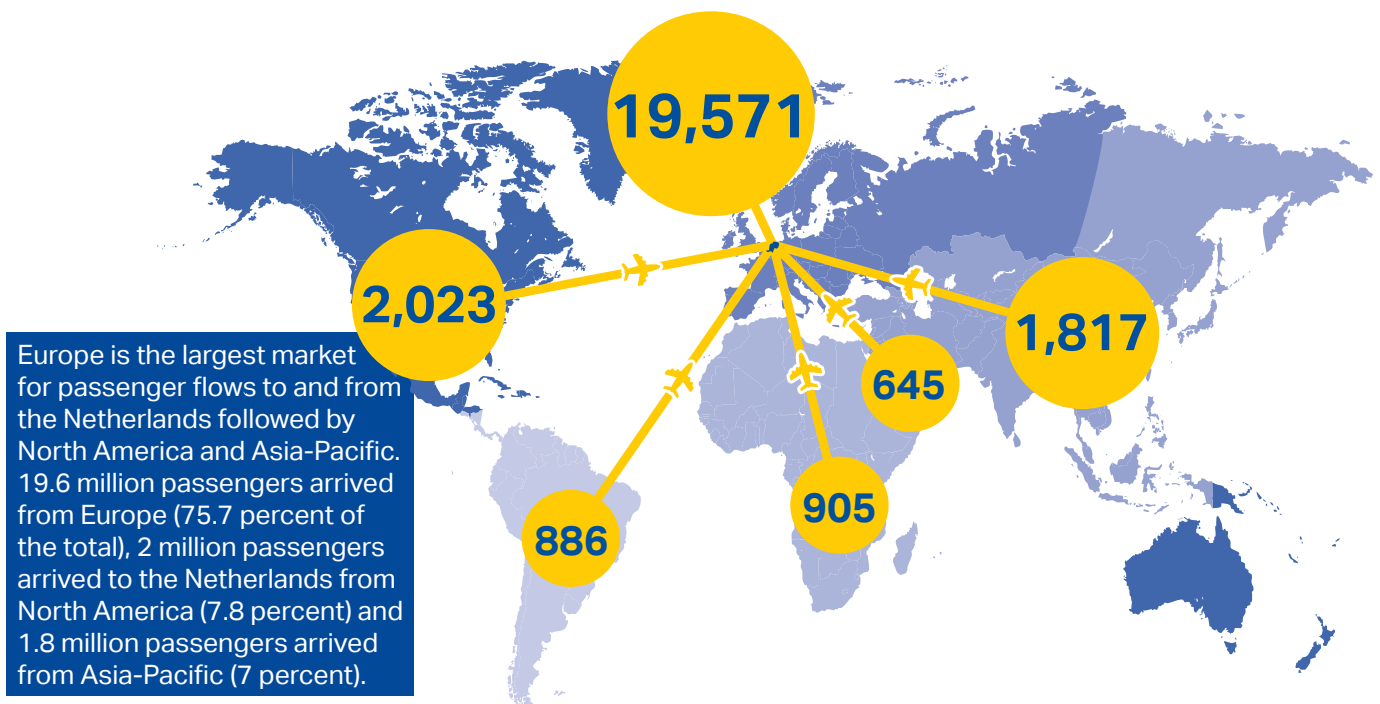 19,571
2,023
1,817
645
905
886
Europe is the largest market
for passenger flows to and from
the Netherlands followed by
North America and Asia-Pacific.
19.6 million passengers arrived
from Europe (75.7 percent of
the total), 2 million passengers
arrived to the Netherlands from
North America (7.8 percent) and
1.8 million passengers arrived
from Asia-Pacific (7 percent).